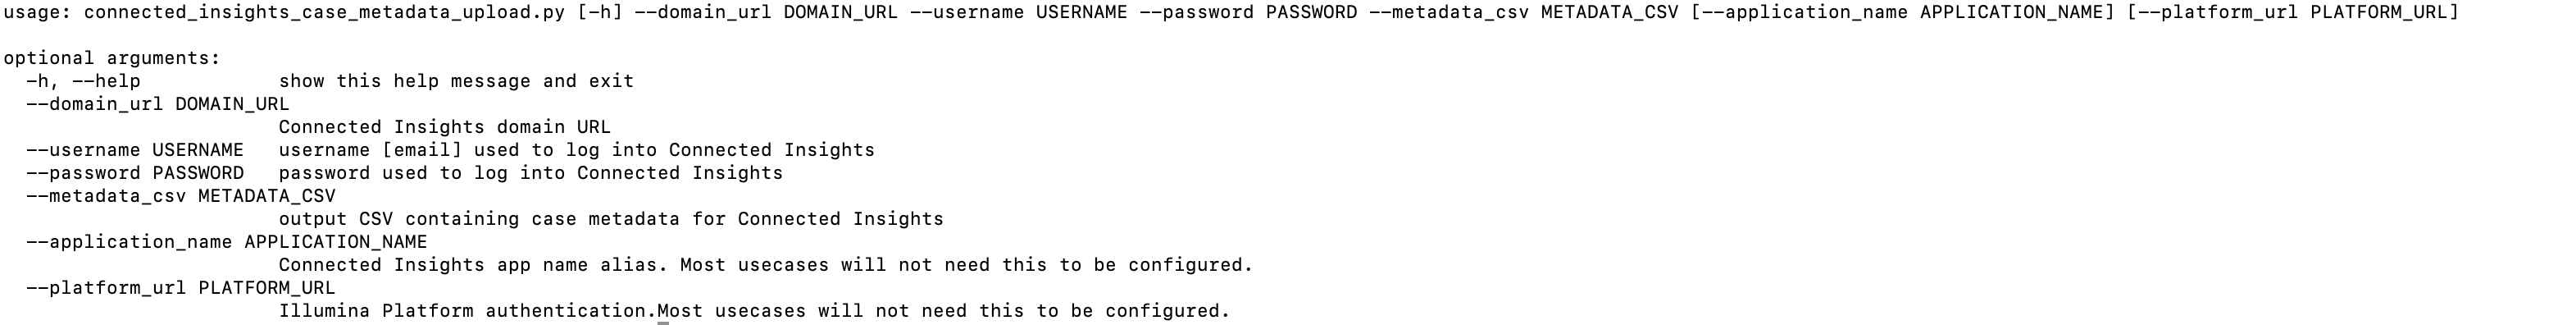 usage: connected_insights_case_metadata_upload.py [-h] --domain_url DOMAIN_URL --username USERNAME --password PASSWORD --metadata_csv METADATA_CSV [--application_name APPLICATION_NAME] [--platform_url PLATFORM_URL]
optional arguments:
-h, --help show this help message and exit
--domain_url DOMAIN_URL
Connected Insights domain URL
--username USERNAME username [email] used to log into Connected Insights
--password PASSWORD password used to log into Connected Insights
--metadata_csv METADATA_CSV
output CSV containing case metadata for Connected Insights
--application_name APPLICATION_NAME
Connected Insights app name alias. Most usecases will not need this to be configured.
--platform_url PLATFORM_URL
Illumina Platform authentication.Most usecases will not need this to be configured.